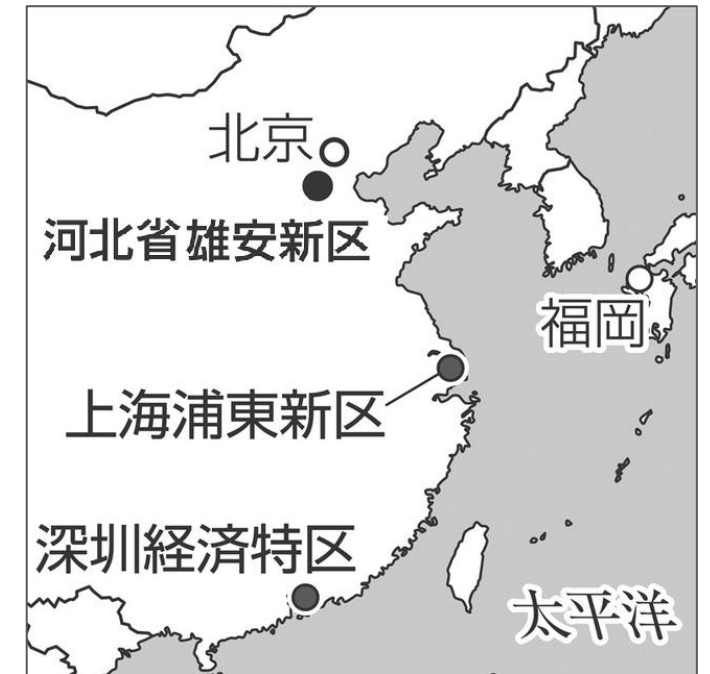 北京
河北省雄安新区
福岡
上海浦東新区
深圳経済特区
太平洋